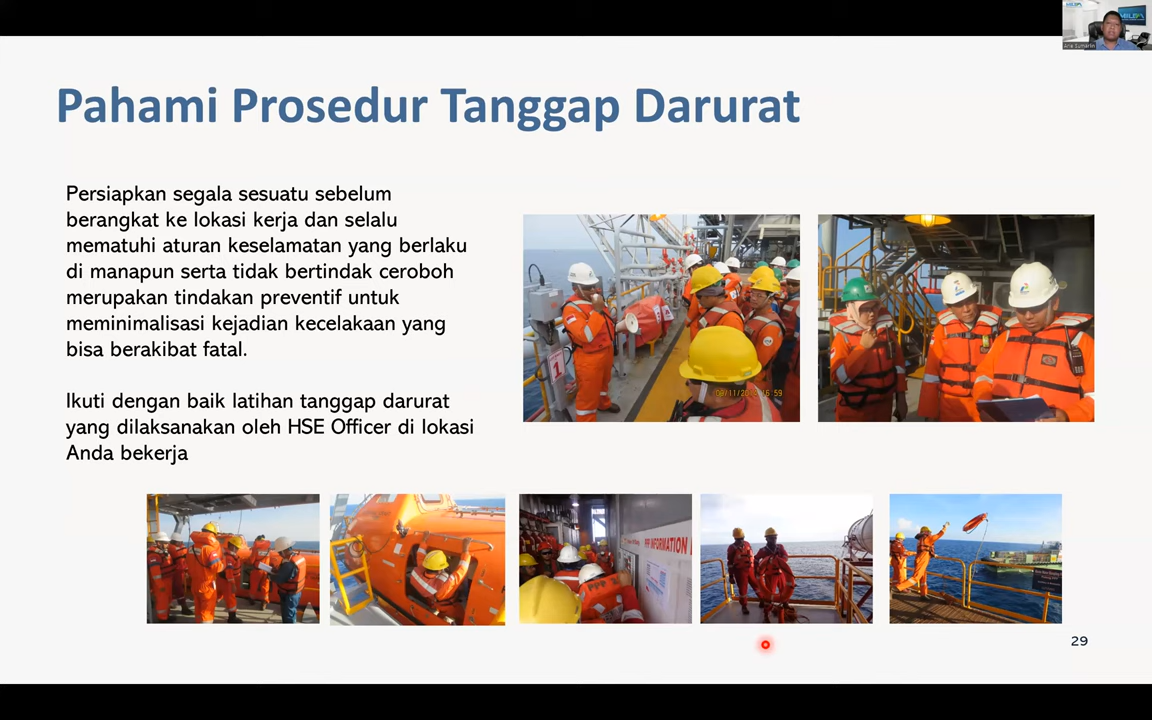 Pahami Prosedur Tanggap Darurat
Persiapkan segala sesuatu sebelum
berangkat ke lokasi kerja dan selalu
mematuhi aturan keselamatan yang berlaku
di manapun serta tidak bertindak ceroboh
merupakan tindakan preventif untuk
meminimalisasi kejadian kecelakaan yang
bisa berakibat fatal.
Ikuti dengan baik latihan tanggap darurat
yang dilaksanakan oleh HSE Officer di lokasi
Anda bekerja
1
INFORMATION
29